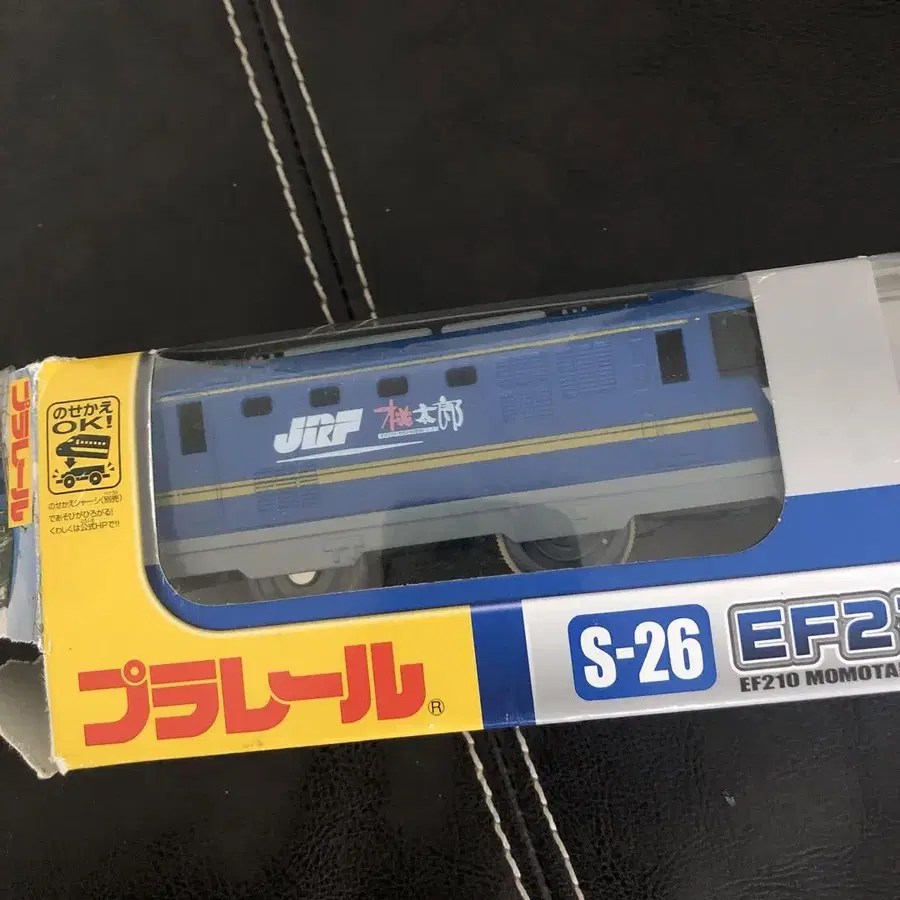 プラレール
のせかえ
OK!
のせかえシャーシ(別売)
であそびがひろがる!
くわしくは公式HPで!!
JRF 桃太郎
プラレール®
S-26
EF21
EF210 MOMOTA